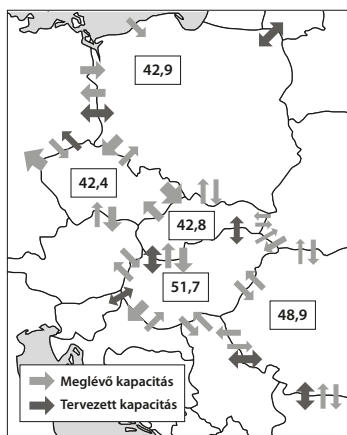 42,9
42,4
42,8
51,7
48,9
Meglévő kapacitás
Tervezett kapacitás